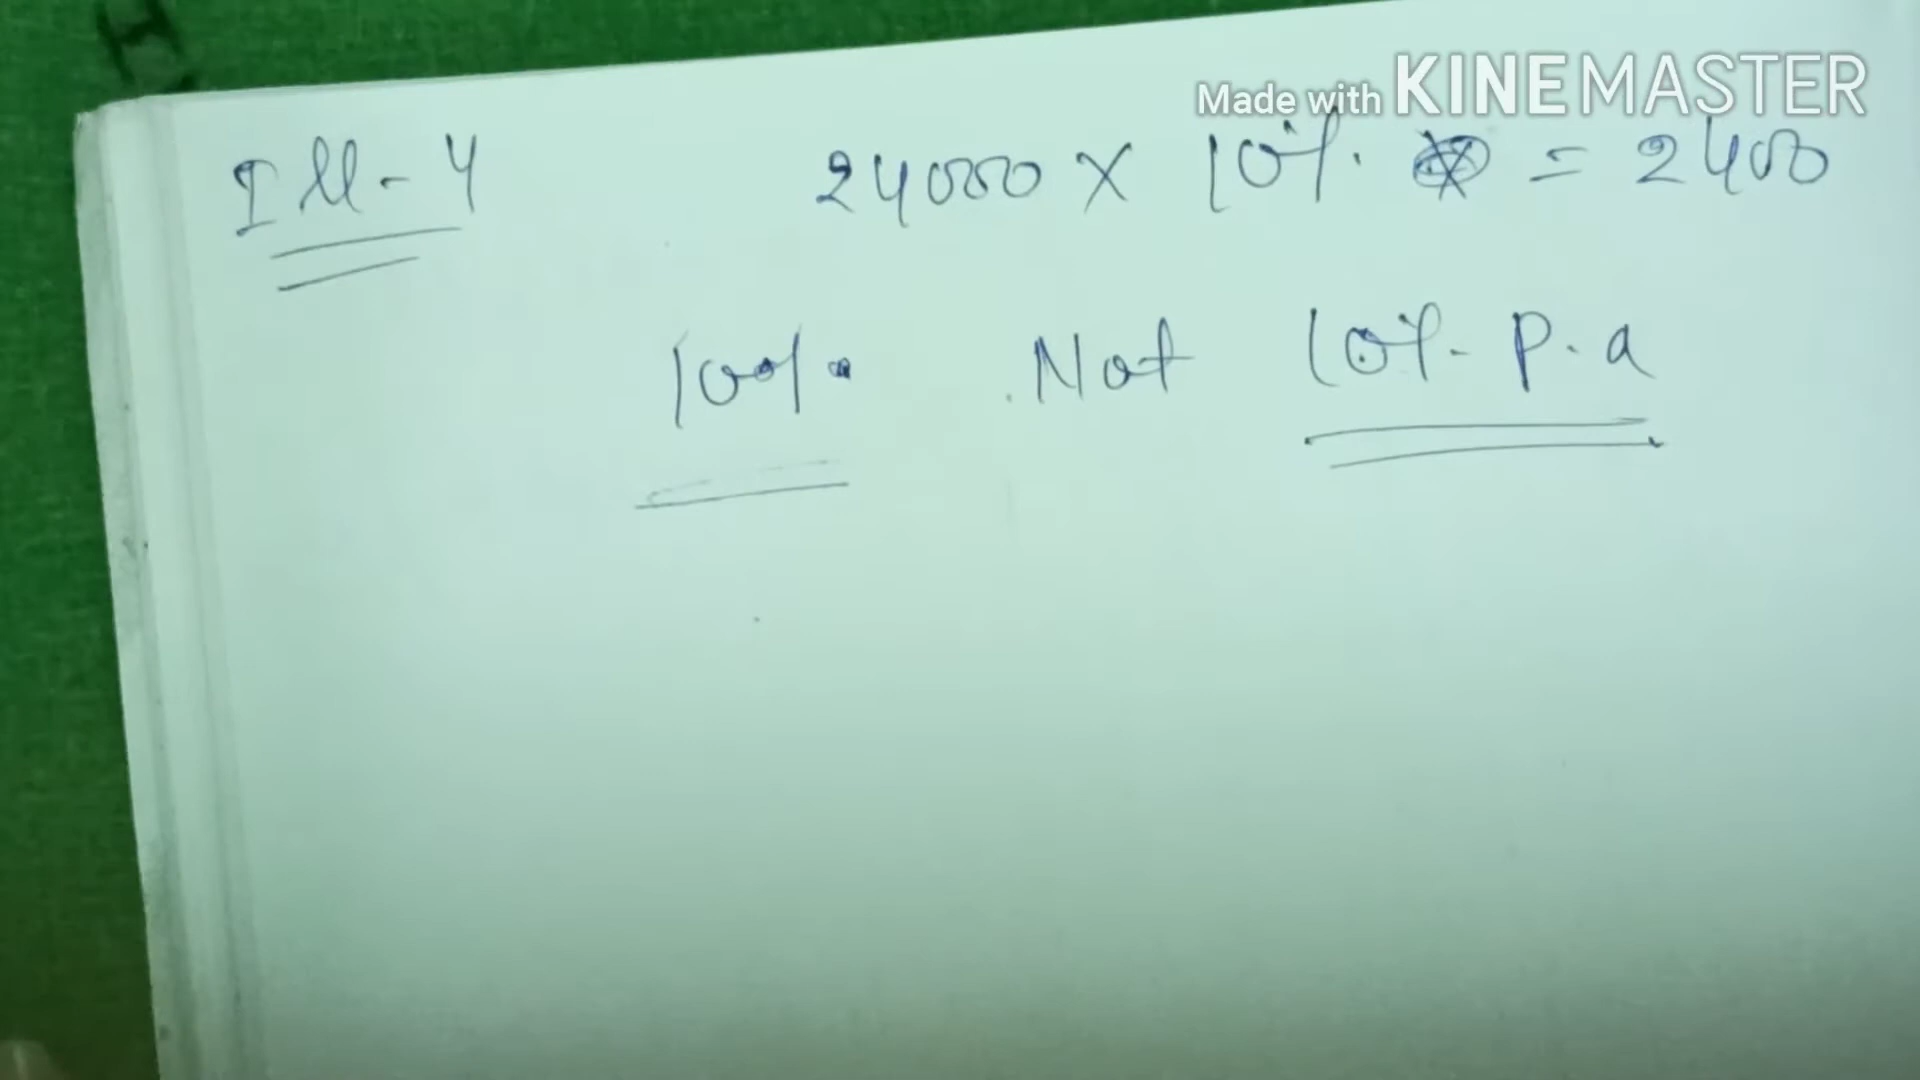 Made with KINEMASTER
Ill-4 24000 X 10% = 2400
10% Not 10% P.a